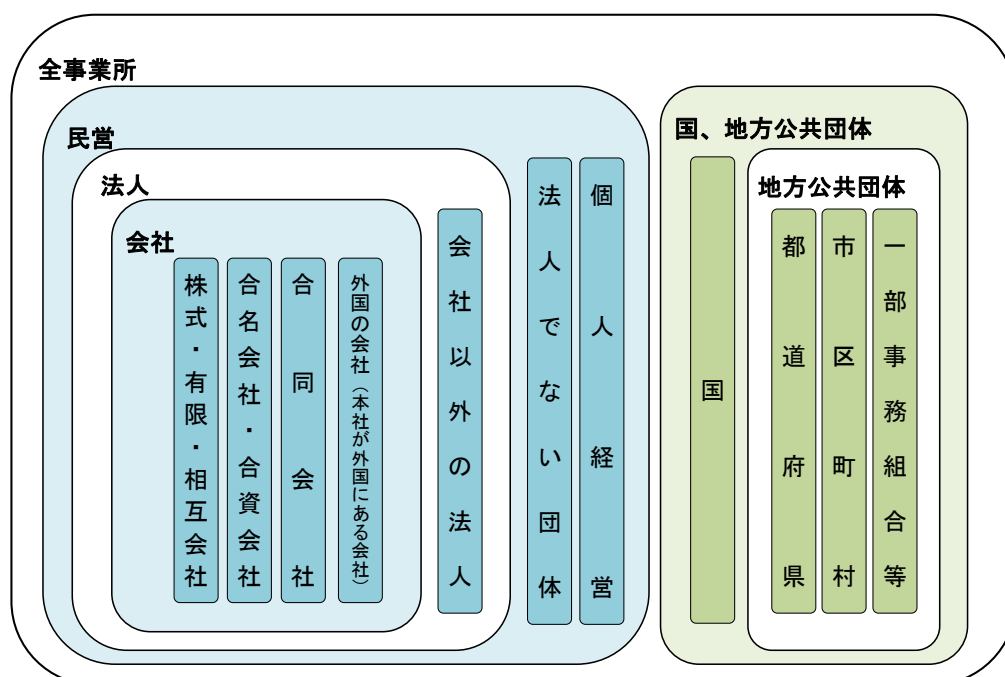 全事業所
民営
法人
会社
株式・有限・相互会社
合名会社・合資会社
合同会社
外国の会社（本社が外国にある会社）
会社以外の法人
法人でない団体
個人経営
国、地方公共団体
国
地方公共団体
都道府県
市区町村
一部事務組合等